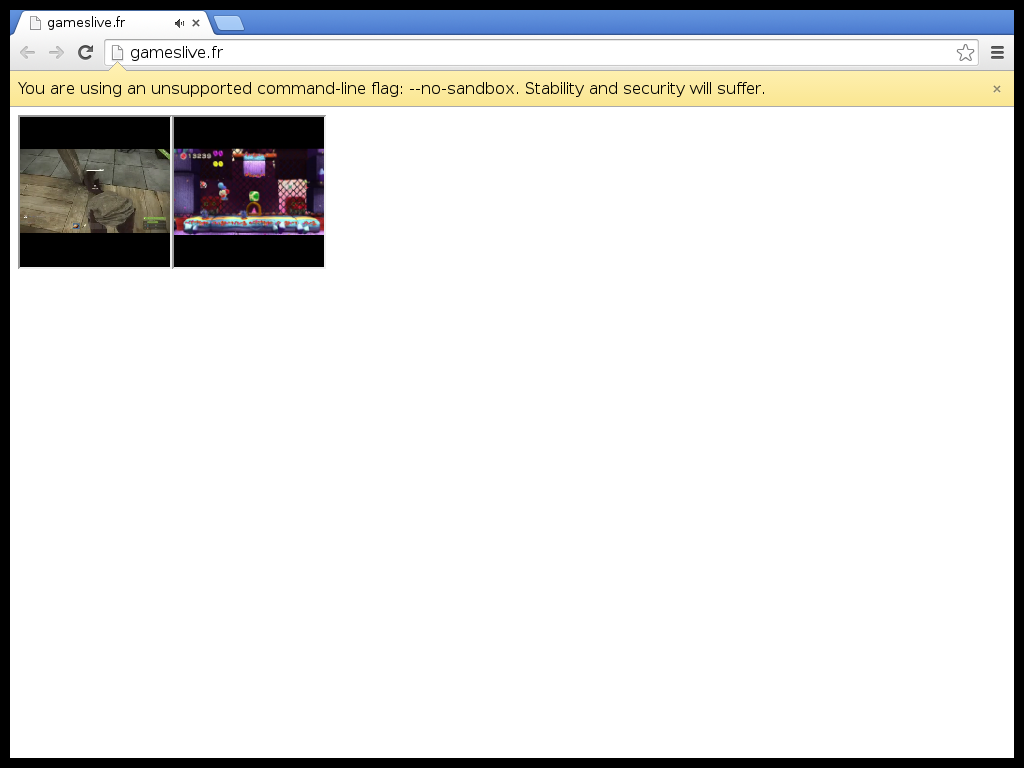 gameslive.fr
gameslive.fr
You are using an unsupported command-line flag: --no-sandbox. Stability and security will suffer.
13239